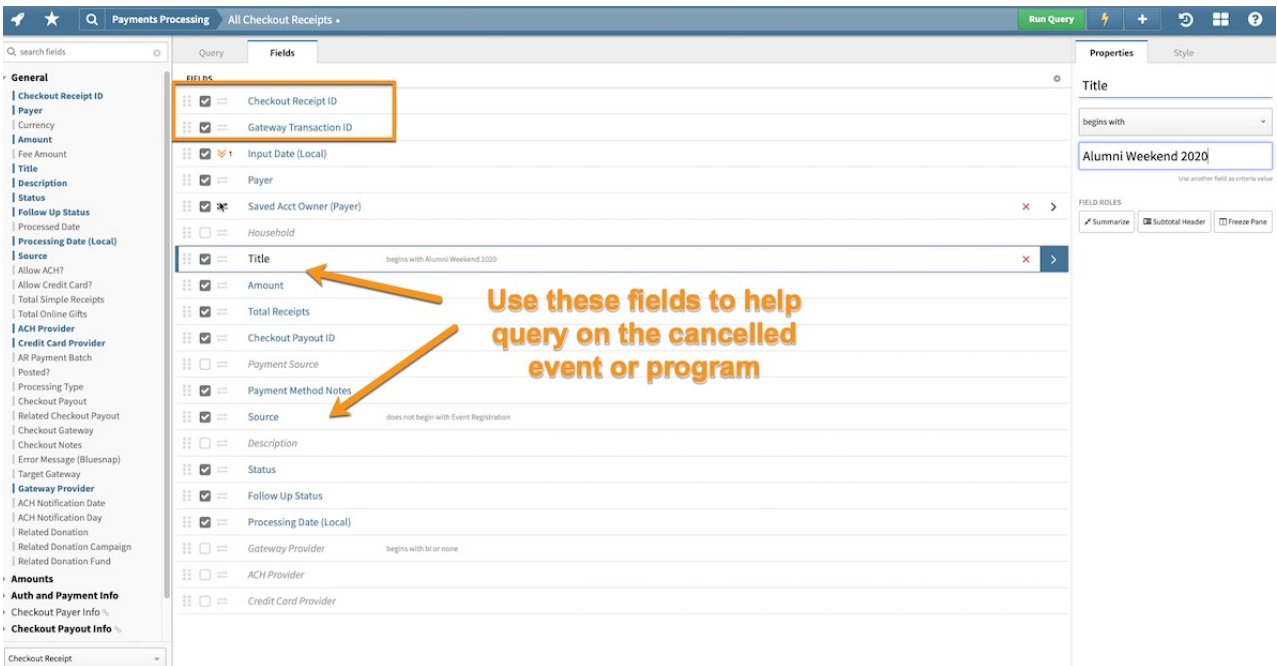 Payments Processing All Checkout Receipts •
Run Query
search fields
General
Checkout Receipt ID
Payer
Currency
Amount
Fee Amount
Title
Description
Status
Follow Up Status
Processed Date
Processing Date (Local)
Source
Allow ACH?
Allow Credit Card?
Total Simple Receipts
Total Online Gifts
ACH Provider
Credit Card Provider
AR Payment Batch
Posted?
Processing Type
Checkout Payout
Related Checkout Payout
Checkout Gateway
Checkout Notes
Error Message (Bluesnap)
Target Gateway
Gateway Provider
ACH Notification Date
ACH Notification Day
Related Donation
Related Donation Campaign
Related Donation Fund
Amounts
Auth and Payment Info
Checkout Payer Info
Checkout Payout Info
Checkout Receipt
Query Fields
FIELDS
Checkout Receipt ID
Gateway Transaction ID
1 Input Date (Local)
Payer
Saved Acct Owner (Payer)
Household
Title begins with Alumni Weekend 2020
Amount
Total Receipts
Checkout Payout ID
Payment Source
Payment Method Notes
Source does not begin with Event Registration
Description
Status
Follow Up Status
Processing Date (Local)
Gateway Provider begins with bl or none
ACH Provider
Credit Card Provider
Use these fields to help
query on the cancelled
event or program
Properties Style
Title
begins with
Alumni Weekend 2020
Use another field as criteria value
FIELD ROLES
Summarize Subtotal Header Freeze Pane